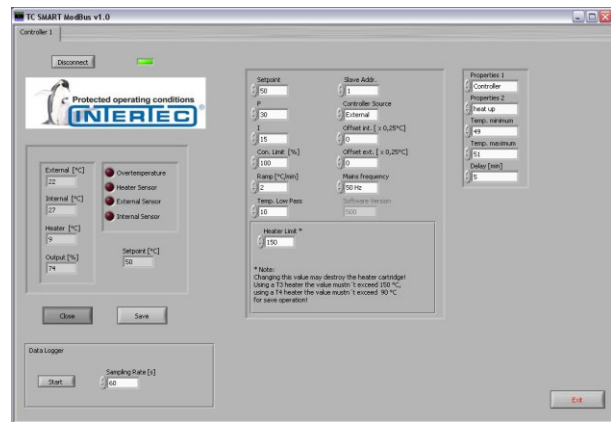 TC SMART ModBus v1.0
Controller 1
Disconnect
Protected operating conditions
INTERTEC
External [°C]
22
Internal [°C]
27
Heater [°C]
9
Output [%]
74
Overtemperature
Heater Sensor
External Sensor
Internal Sensor
Setpoint [°C]
50
Close
Save
Data Logger
Start
Sampling Rate [s]
60
Setpoint
50
P
30
I
15
Con. Limit [%]
100
Ramp [°C/min]
2
Temp. Low Pass
10
Slave Addr.
1
Controller Source
External
Offset int. [ x 0,25°C]
0
Offset ext. [ x 0,25°C]
0
Mains frequency
50 Hz
Software Version
500
Heater Limit *
150
* Note:
Changing this value may destroy the heater cartridge!
Using a T3 heater the value mustn´t exceed 150 °C,
using a T4 heater the value mustn´t exceed 90 °C
for save operation!
Properties 1
Controller
Properties 2
heat up
Temp. minimum
49
Temp. maximum
51
Delay [min]
5
Exit